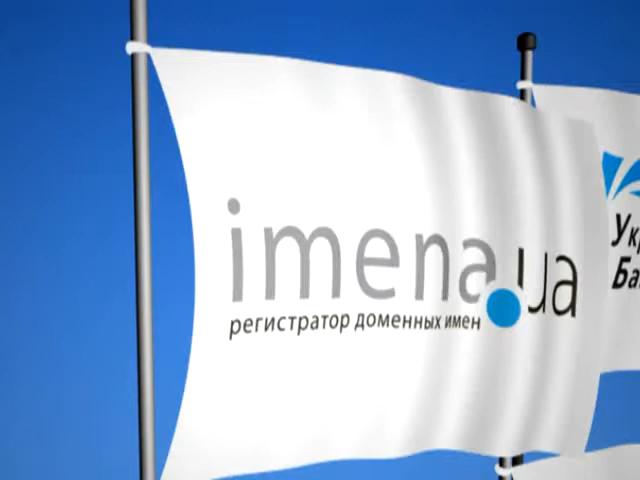 imena.ua
регистратор доменных имен